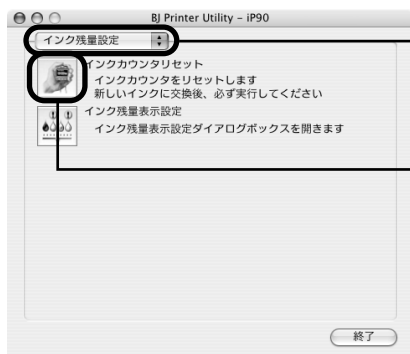 BJ Printer Utility – iP90
インク残量設定
インクカウンタリセット
インクカウンタをリセットします
新しいインクに交換後、必ず実行してください
インク残量表示設定
インク残量表示設定ダイアログボックスを開きます
終了